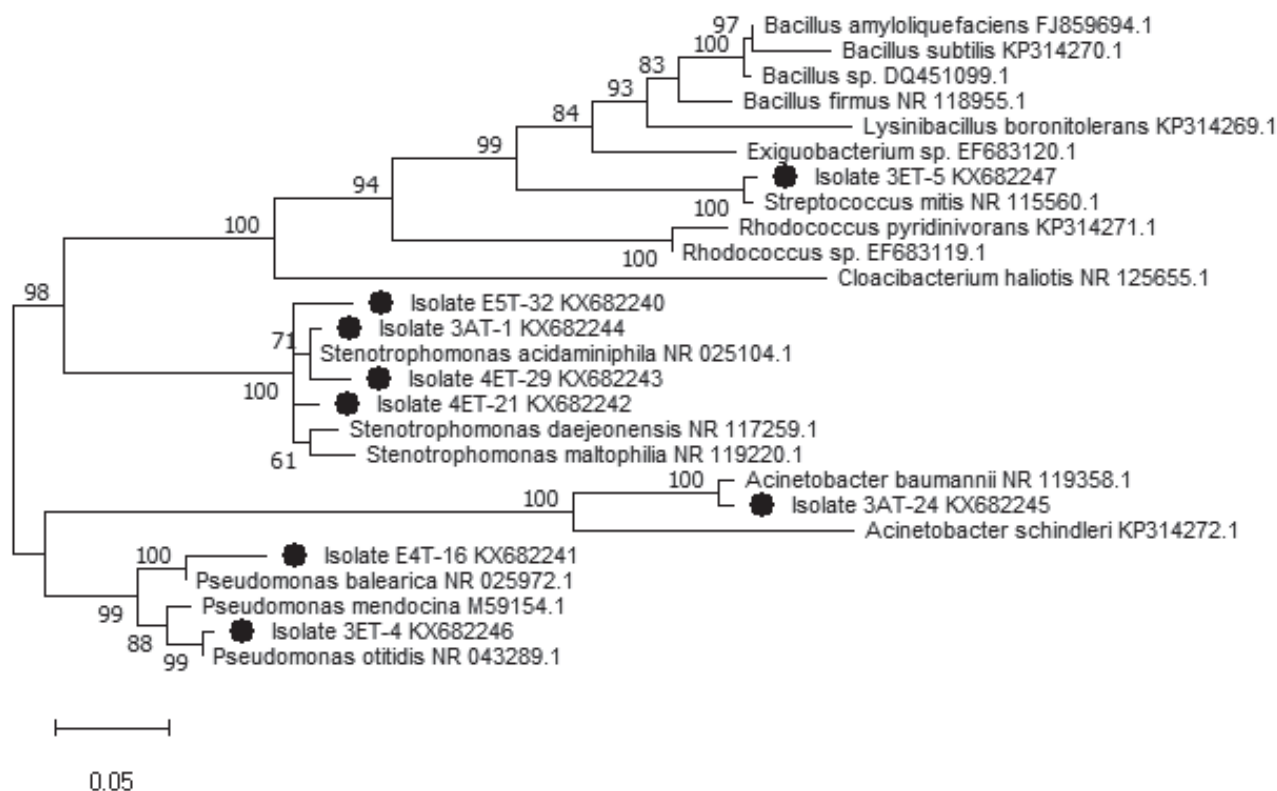 97
Bacillus amyloliquefaciens FJ859694.1
100
Bacillus subtilis KP314270.1
83
Bacillus sp. DQ451099.1
93
Bacillus firmus NR 118955.1
84
Lysinibacillus boronitolerans KP314269.1
99
Exiguobacterium sp. EF683120.1
94
Isolate 3ET-5 KX682247
100
Streptococcus mitis NR 115560.1
100
Rhodococcus pyridinivorans KP314271.1
100
Rhodococcus sp. EF683119.1
Cloacibacterium haliotis NR 125655.1
98
Isolate E5T-32 KX682240
Isolate 3AT-1 KX682244
71
Stenotrophomonas acidaminiphila NR 025104.1
Isolate 4ET-29 KX682243
100
Isolate 4ET-21 KX682242
Stenotrophomonas daejeonensis NR 117259.1
61
Stenotrophomonas maltophilia NR 119220.1
100
Acinetobacter baumannii NR 119358.1
100
Isolate 3AT-24 KX682245
Acinetobacter schindleri KP314272.1
100
Isolate E4T-16 KX682241
Pseudomonas balearica NR 025972.1
99
Pseudomonas mendocina M59154.1
88
Isolate 3ET-4 KX682246
99
Pseudomonas otitidis NR 043289.1
0.05